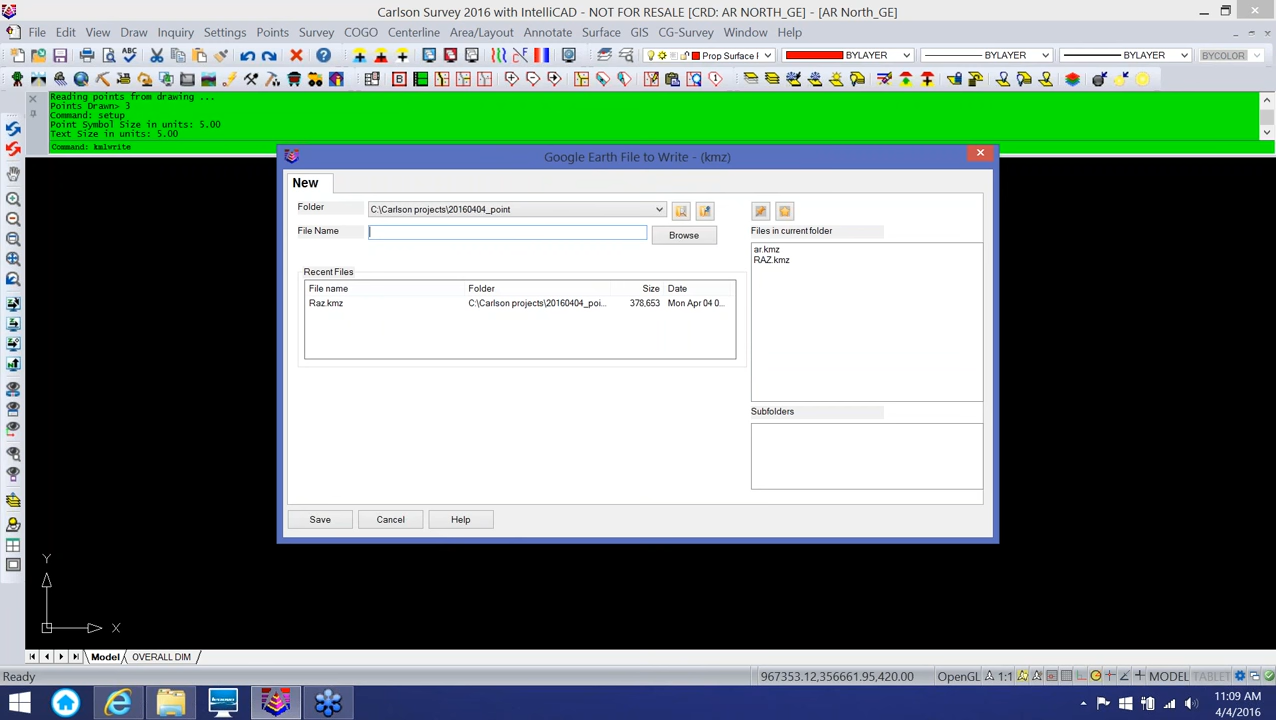 Carlson Survey 2016 with IntelliCAD - NOT FOR RESALE [CRD: AR NORTH_GE] - [AR North_GE]
File Edit View Draw Inquiry Settings Points Survey COGO Centerline Area/Layout Annotate Surface GIS CG-Survey Window Help
ABC
Prop Surface F BYLAYER BYLAYER BYLAYER BYCOLOR
Reading points from drawing ...
Points Drawn> 3
Command: setup
Point Symbol Size in units: 5.00
Text Size in units: 5.00
Command: kmlwrite
Google Earth File to Write - (kmz)
New
Folder C:\Carlson projects\20160404_point
File Name Browse
Files in current folder
ar.kmz
RAZ.kmz
Recent Files
File name Folder Size Date
Raz.kmz C:\Carlson projects\20160404_poi... 378,653 Mon Apr 04 0...
Subfolders
Save Cancel Help
Y
X
Model OVERALL DIM
Ready 967353.12,356661.95,420.00 OpenGL 1:1 MODEL TABLET
11:09 AM
4/4/2016